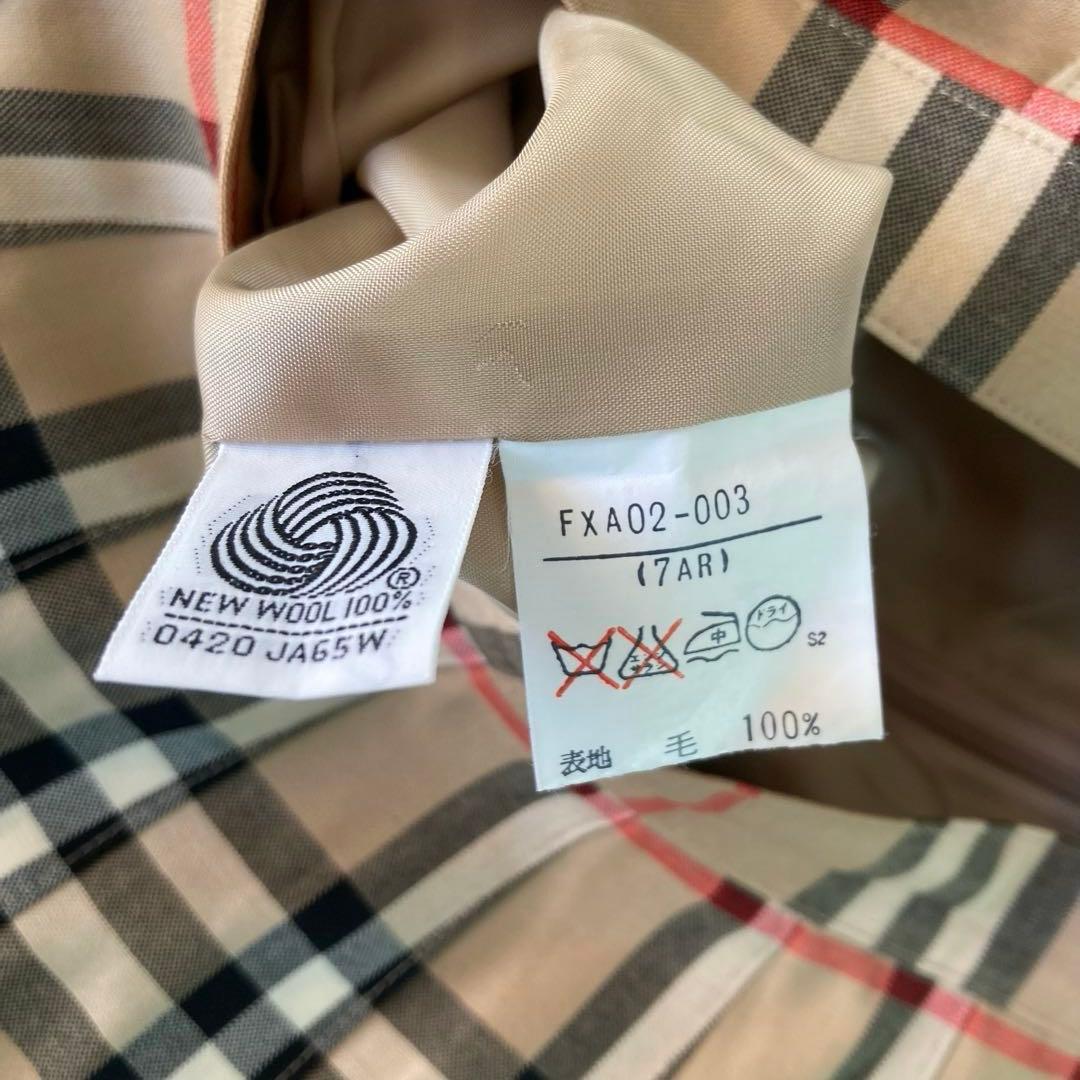 ®
NEW WOOL 100%
0420 JA65W
FXA02-003
(7AR)
中
ドライ
S2
表地 毛 100%